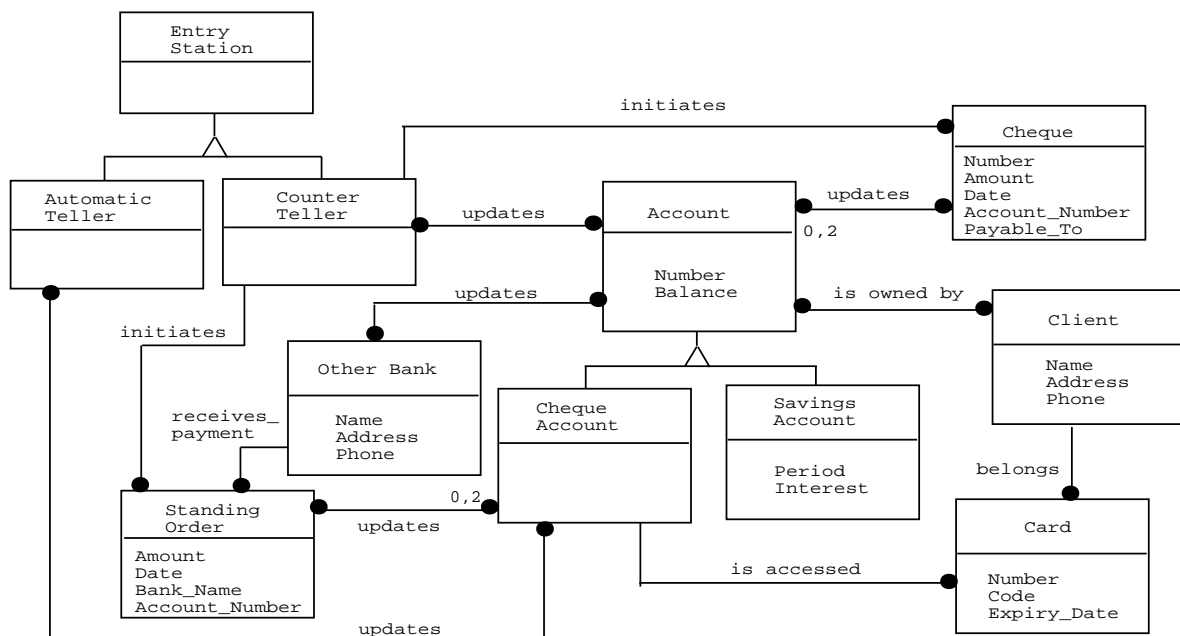 Entry
Station
initiates
Cheque
Number
Amount
Date
Account_Number
Payable_To
Automatic
Teller
Counter
Teller
updates
Account
Number
Balance
updates
0,2
updates
is owned by
Client
Name
Address
Phone
initiates
Other Bank
Name
Address
Phone
receives_
payment
Cheque
Account
Savings
Account
Period
Interest
belongs
Standing
Order
Amount
Date
Bank_Name
Account_Number
0,2
updates
is accessed
Card
Number
Code
Expiry_Date
updates